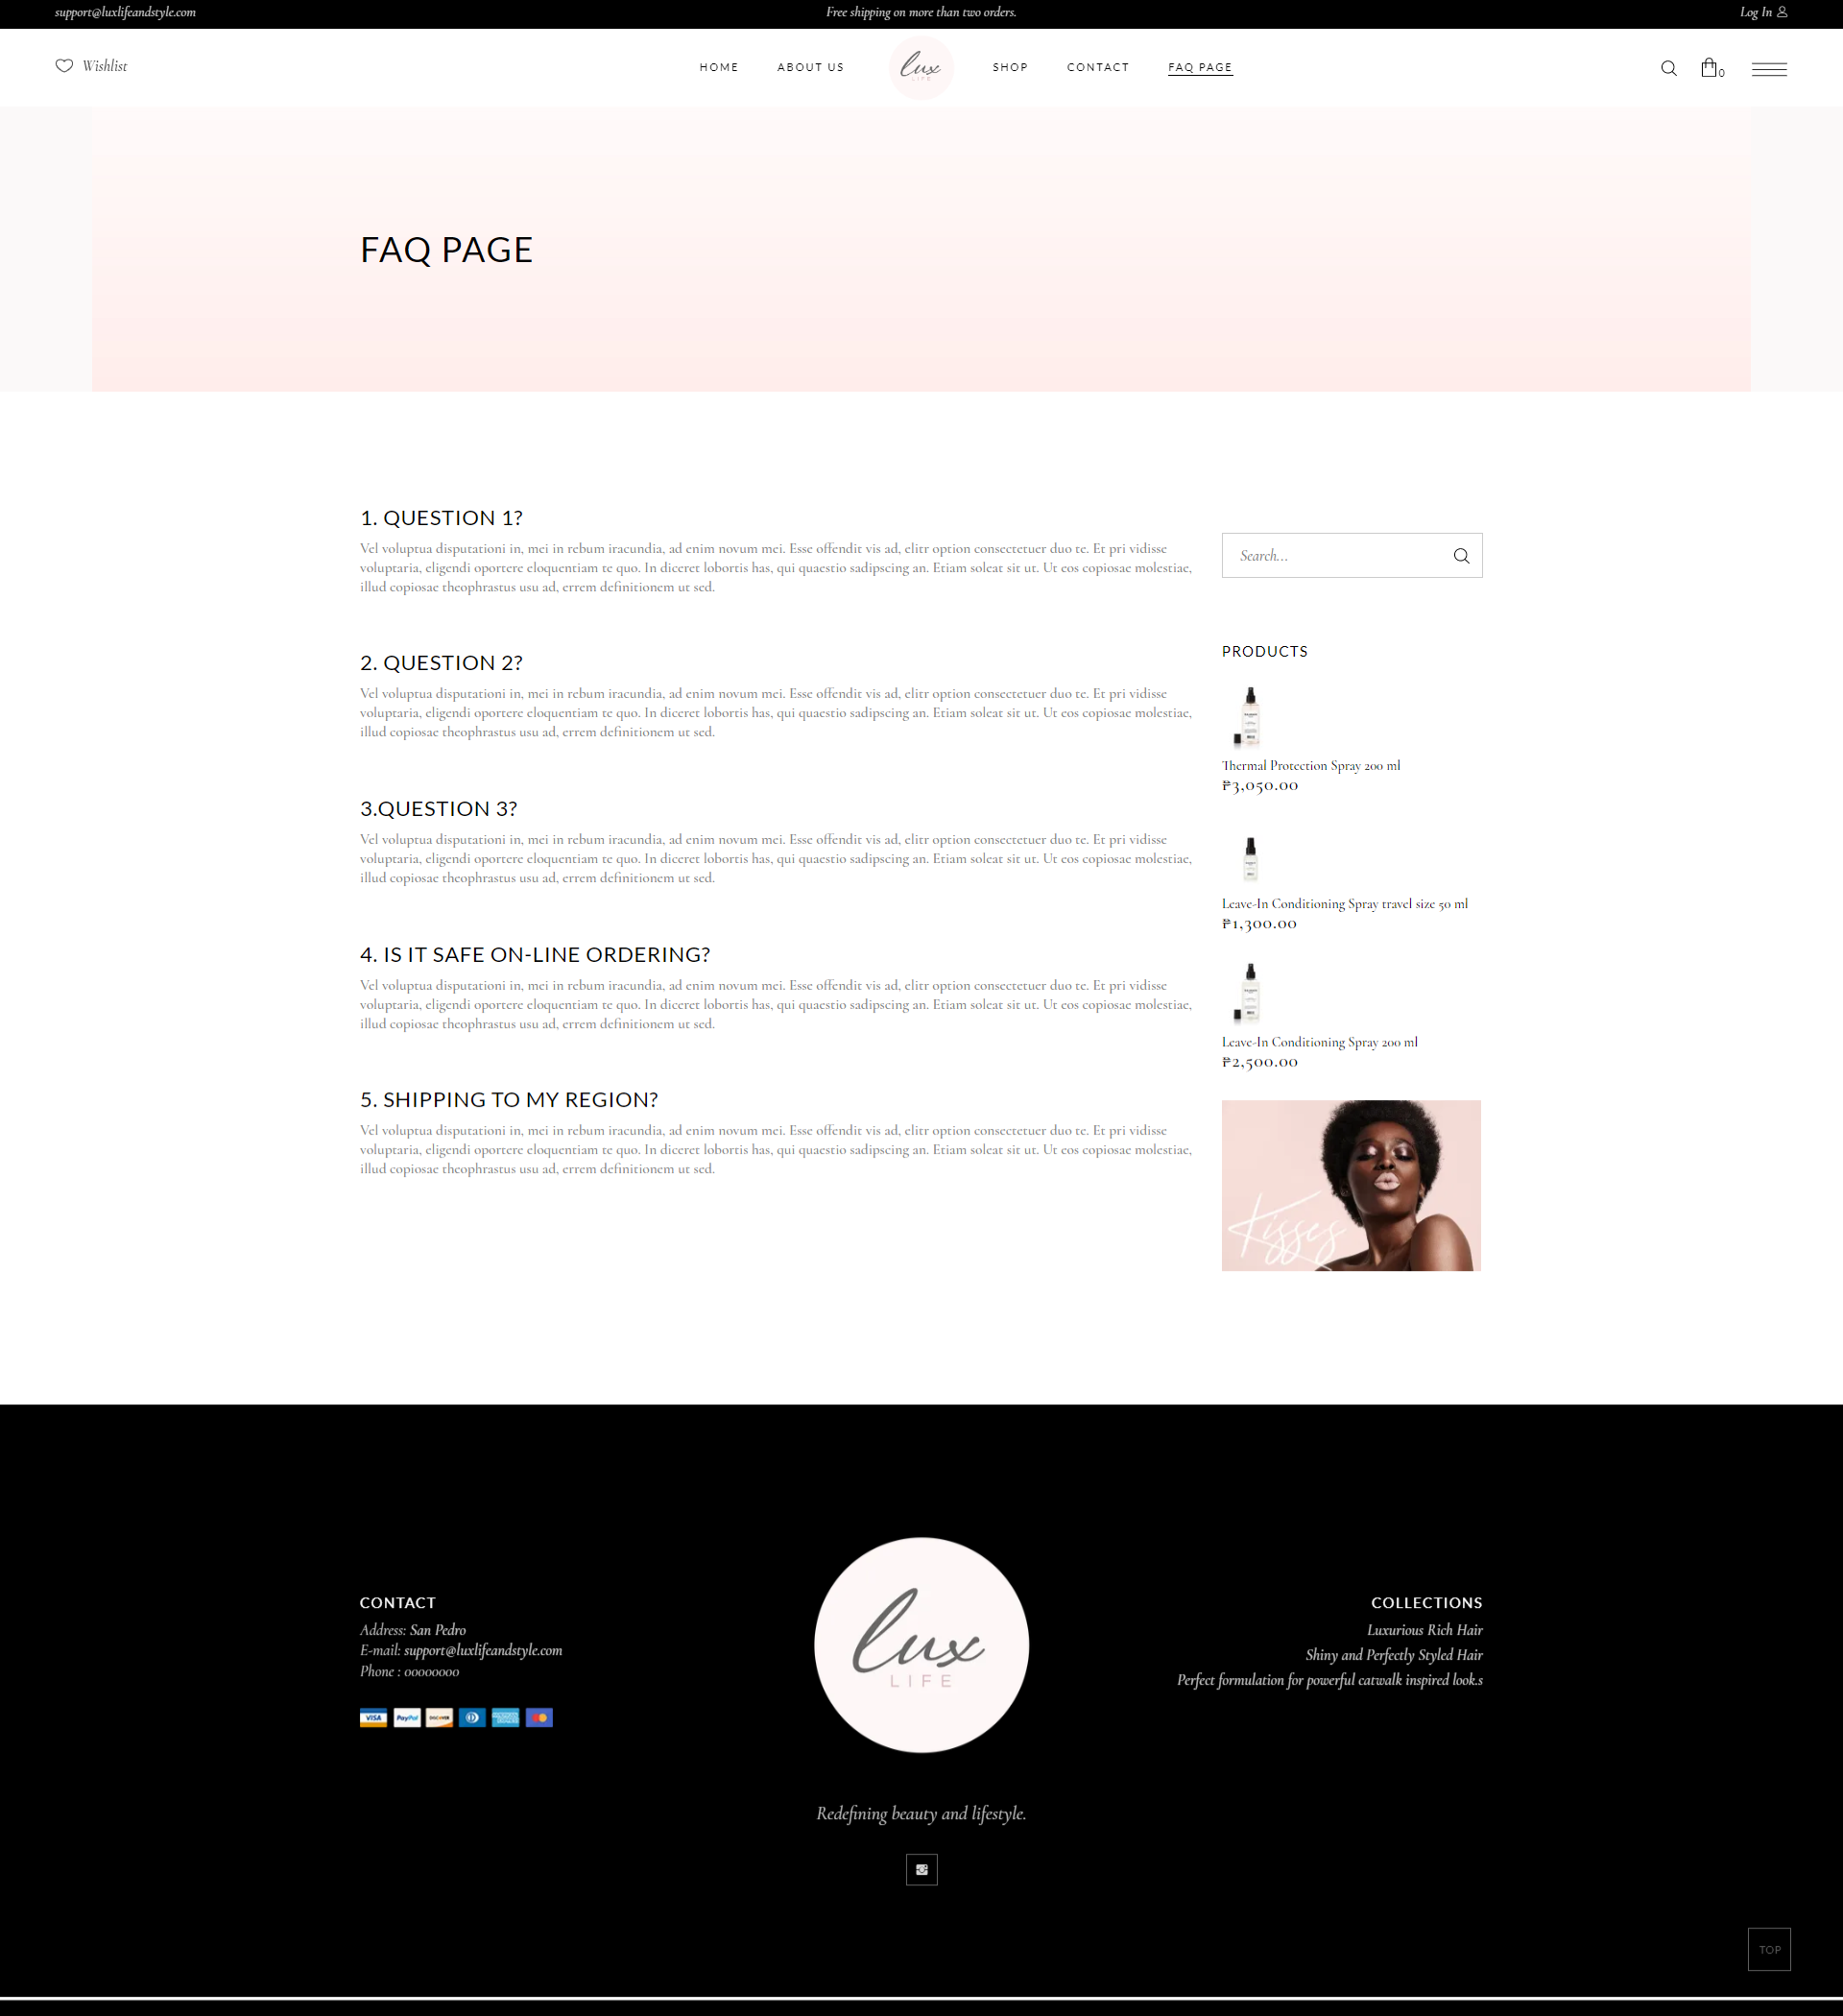 support@luxlifeandstyle.com
Free shipping on more than two orders.
Log In
Wishlist
HOME
ABOUT US
lux
LIFE
SHOP
CONTACT
FAQ PAGE
0
FAQ PAGE
1. QUESTION 1?
Vel voluptua disputationi in, mei in rebum iracundia, ad enim novum mei. Esse offendit vis ad, elitr option consectetuer duo te. Et pri vidisse
voluptaria, eligendi oportere eloquentiam te quo. In diceret lobortis has, qui quaestio sadipscing an. Etiam soleat sit ut. Ut eos copiosae molestiae,
illud copiosae theophrastus usu ad, errem definitionem ut sed.
2. QUESTION 2?
Vel voluptua disputationi in, mei in rebum iracundia, ad enim novum mei. Esse offendit vis ad, elitr option consectetuer duo te. Et pri vidisse
voluptaria, eligendi oportere eloquentiam te quo. In diceret lobortis has, qui quaestio sadipscing an. Etiam soleat sit ut. Ut eos copiosae molestiae,
illud copiosae theophrastus usu ad, errem definitionem ut sed.
3.QUESTION 3?
Vel voluptua disputationi in, mei in rebum iracundia, ad enim novum mei. Esse offendit vis ad, elitr option consectetuer duo te. Et pri vidisse
voluptaria, eligendi oportere eloquentiam te quo. In diceret lobortis has, qui quaestio sadipscing an. Etiam soleat sit ut. Ut eos copiosae molestiae,
illud copiosae theophrastus usu ad, errem definitionem ut sed.
4. IS IT SAFE ON-LINE ORDERING?
Vel voluptua disputationi in, mei in rebum iracundia, ad enim novum mei. Esse offendit vis ad, elitr option consectetuer duo te. Et pri vidisse
voluptaria, eligendi oportere eloquentiam te quo. In diceret lobortis has, qui quaestio sadipscing an. Etiam soleat sit ut. Ut eos copiosae molestiae,
illud copiosae theophrastus usu ad, errem definitionem ut sed.
5. SHIPPING TO MY REGION?
Vel voluptua disputationi in, mei in rebum iracundia, ad enim novum mei. Esse offendit vis ad, elitr option consectetuer duo te. Et pri vidisse
voluptaria, eligendi oportere eloquentiam te quo. In diceret lobortis has, qui quaestio sadipscing an. Etiam soleat sit ut. Ut eos copiosae molestiae,
illud copiosae theophrastus usu ad, errem definitionem ut sed.
Search...
PRODUCTS
Thermal Protection Spray 200 ml
₱3,050.00
Leave-In Conditioning Spray travel size 50 ml
₱1,300.00
Leave-In Conditioning Spray 200 ml
₱2,500.00
Kisses
CONTACT
Address: San Pedro
E-mail: support@luxlifeandstyle.com
Phone : 00000000
VISA PayPal DISCOVER
lux
LIFE
Redefining beauty and lifestyle.
COLLECTIONS
Luxurious Rich Hair
Shiny and Perfectly Styled Hair
Perfect formulation for powerful catwalk inspired look.s
TOP